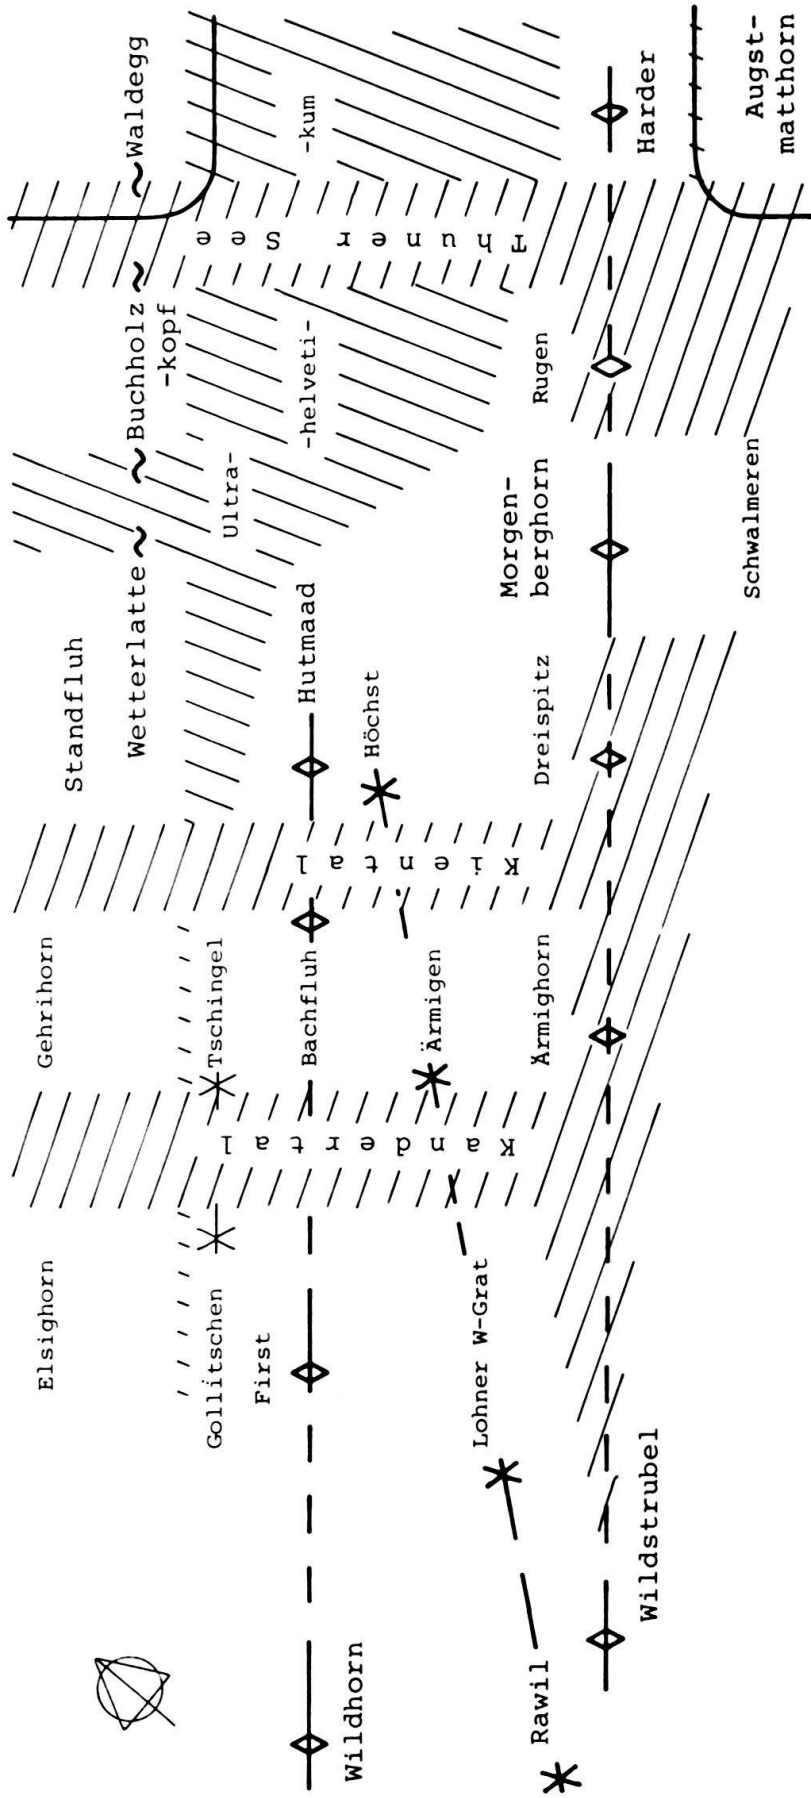 Waldegg
Buchholz
-kopf
Wetterlatte
Standfluh
Gehrihorn
Elsighorn
-kum
-helveti-
Ultra-
Thuner See
Hutmaad
Höchst
Kiental
Tschingel
Bachfluh
Ärmigen
Kandertal
Gollitschen
First
Lohner W-Grat
Wildhorn
Rawil
Harder
Augst-
matthorn
Rugen
Morgen-
berghorn
Schwalmeren
Dreispitz
Ärmighorn
Wildstrubel